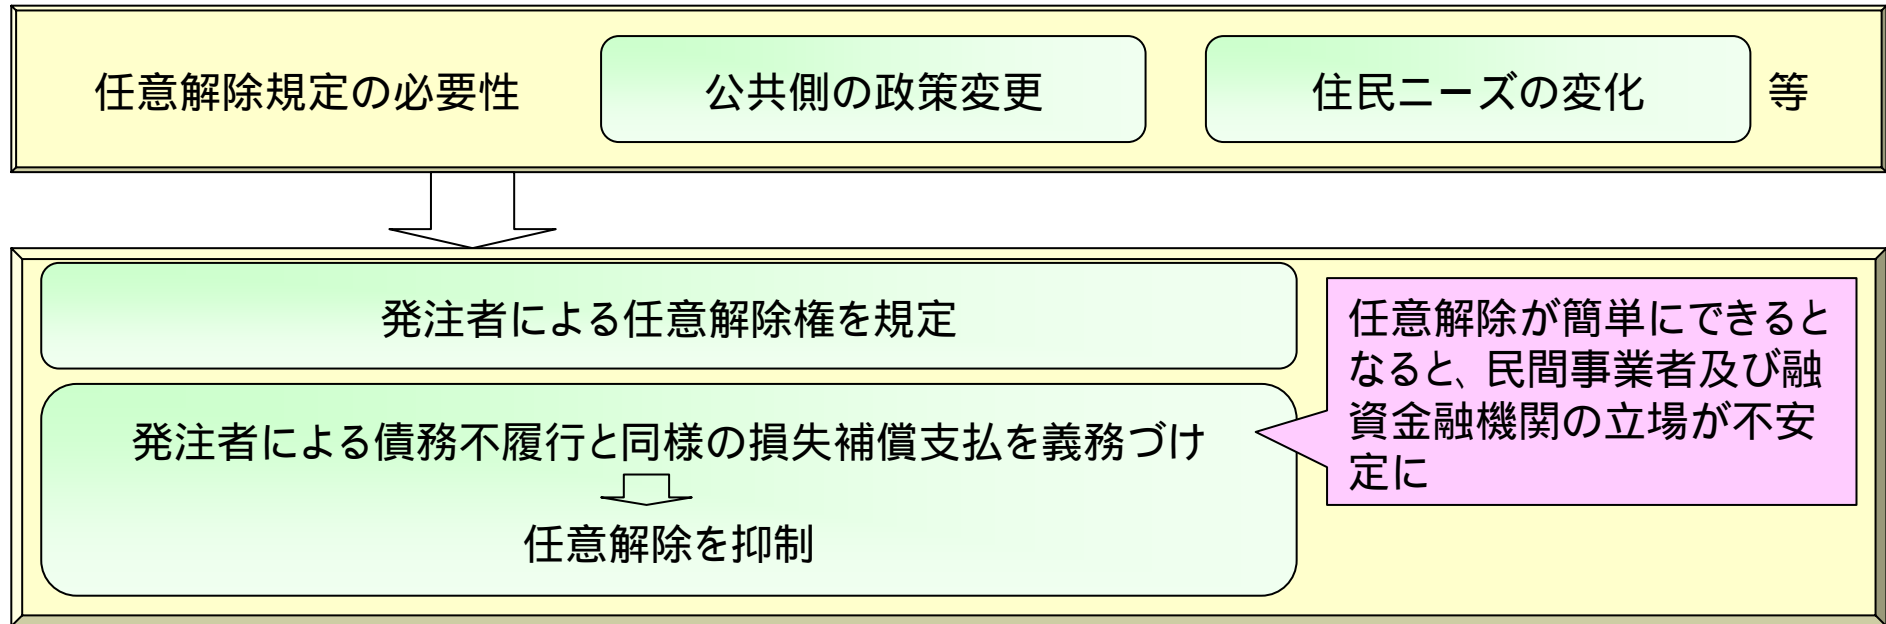 任意解除規定の必要性
公共側の政策変更
住民ニーズの変化
等
発注者による任意解除権を規定
発注者による債務不履行と同様の損失補償支払を義務づけ
任意解除を抑制
任意解除が簡単にできると
なると、民間事業者及び融
資金融機関の立場が不安
定に